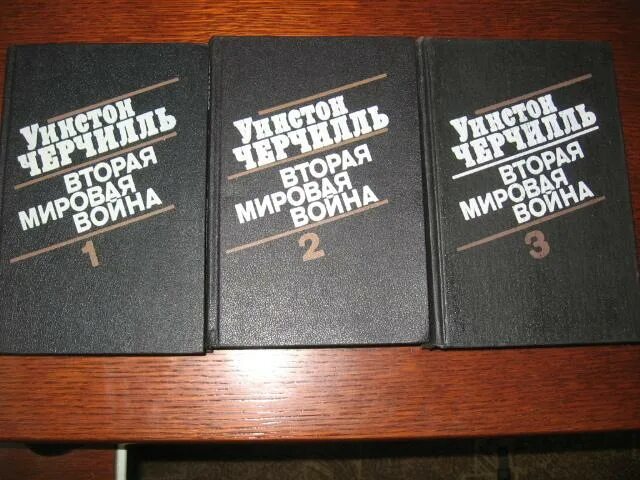 Уинстон
ЧЕРЧИЛЛЬ
ВТОРАЯ
МИРОВАЯ
ВОЙНА
1
Уинстон
ЧЕРЧИЛЛЬ
ВТОРАЯ
МИРОВАЯ
ВОЙНА
2
Уинстон
ЧЕРЧИЛЛЬ
ВТОРАЯ
МИРОВАЯ
ВОЙНА
3